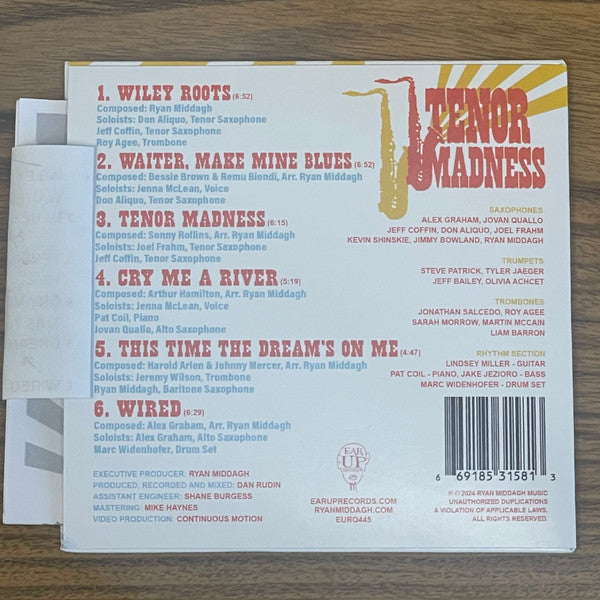 1. WILEY ROOTS (6:52)
Composed: Ryan Middagh
Soloists: Don Aliquo, Tenor Saxophone
Jeff Coffin, Tenor Saxophone
Roy Agee, Trombone
2. WAITER, MAKE MINE BLUES (6:52)
Composed: Bessie Brown & Remu Biondi, Arr. Ryan Middagh
Soloists: Jenna McLean, Voice
Don Aliquo, Tenor Saxophone
3. TENOR MADNESS (6:15)
Composed: Sonny Rollins, Arr. Ryan Middagh
Soloists: Joel Frahm, Tenor Saxophone
Jeff Coffin, Tenor Saxophone
4. CRY ME A RIVER (5:19)
Composed: Arthur Hamilton, Arr. Ryan Middagh
Soloists: Jenna McLean, Voice
Pat Coil, Piano
Jovan Quallo, Alto Saxophone
5. THIS TIME THE DREAM'S ON ME (4:47)
Composed: Harold Arlen & Johnny Mercer, Arr. Ryan Middagh
Soloists: Jeremy Wilson, Trombone
Ryan Middagh, Baritone Saxophone
6. WIRED (6:29)
Composed: Alex Graham, Arr. Ryan Middagh
Soloists: Alex Graham, Alto Saxophone
Marc Widenhofer, Drum Set
EXECUTIVE PRODUCER: RYAN MIDDAGH
PRODUCED: RECORDED AND MIXED: DAN RUDIN
ASSISTANT ENGINEER: SHANE BURGESS
MASTERING: MIKE HAYNES
VIDEO PRODUCTION: CONTINUOUS MOTION
TENOR
MADNESS
SAXOPHONES
ALEX GRAHAM, JOVAN QUALLO
JEFF COFFIN, DON ALIQUO, JOEL FRAHM
KEVIN SHINSKIE, JIMMY BOWLAND, RYAN MIDDAGH
TRUMPETS
STEVE PATRICK, TYLER JAEGER
JEFF BAILEY, OLIVIA ACHCET
TROMBONES
JONATHAN SALCEDO, ROY AGEE
SARAH MORROW, MARTIN MCCAIN
LIAM BARRON
RHYTHM SECTION
LINDSEY MILLER - GUITAR
PAT COIL - PIANO, JAKE JEZIORO - BASS
MARC WIDENHOFER - DRUM SET
EAR
UP
RECORDS
EARUPRECORDS.COM
RYANMIDDAGH.COM
EUR0445
6 69185 31581 3
℗ © 2024 RYAN MIDDAGH MUSIC
UNAUTHORIZED DUPLICATIONS
A VIOLATION OF APPLICABLE LAWS.
ALL RIGHTS RESERVED.